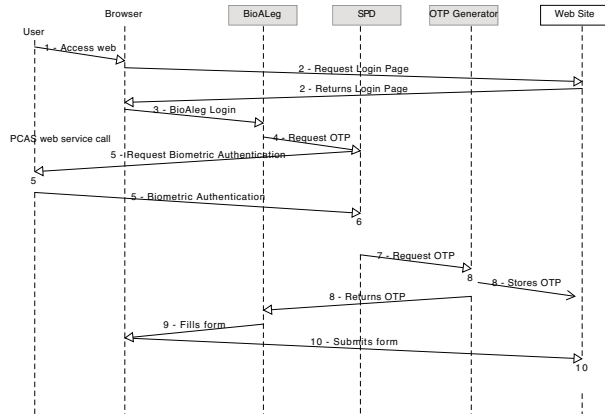 Browser
BioALeg
SPD
OTP Generator
Web Site
User
1 - Access web
2 - Request Login Page
2 - Returns Login Page
3 - BioAleg Login
PCAS web service call
4 - Request OTP
5 - Request Biometric Authentication
5
5 - Biometric Authentication
6
7 - Request OTP
8
8 - Stores OTP
8 - Returns OTP
9 - Fills form
10 - Submits form
10